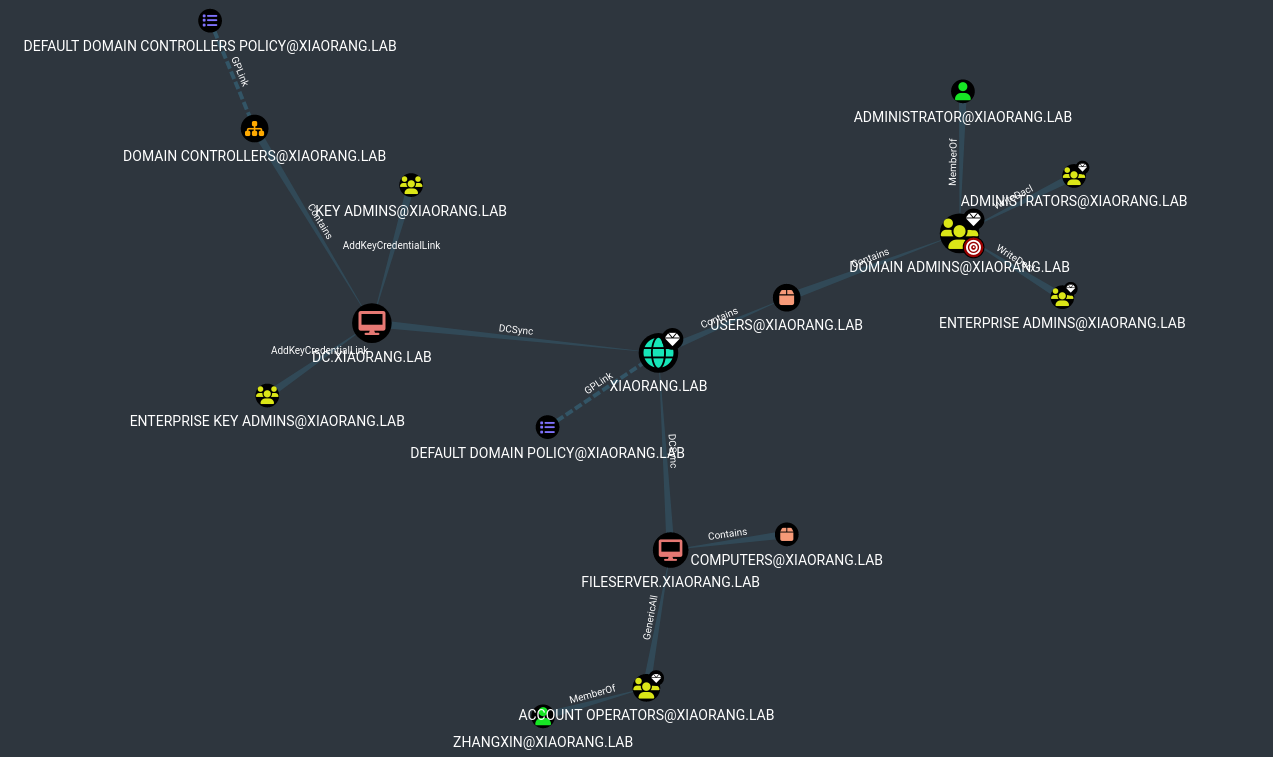 DEFAULT DOMAIN CONTROLLERS POLICY@XIAORANG.LAB
GPLink
ADMINISTRATOR@XIAORANG.LAB
DOMAIN CONTROLLERS@XIAORANG.LAB
MemberOf
ADMINISTRATORS@XIAORANG.LAB
WriteDacl
KEY ADMINS@XIAORANG.LAB
Contains
AddKeyCredentialLink
Contains
DOMAIN ADMINS@XIAORANG.LAB
Contains
USERS@XIAORANG.LAB
ENTERPRISE ADMINS@XIAORANG.LAB
DCSync
AddKeyCredentialLink
DC.XIAORANG.LAB
GPLink
XIAORANG.LAB
ENTERPRISE KEY ADMINS@XIAORANG.LAB
DEFAULT DOMAIN POLICY@XIAORANG.LAB
DCSync
Contains
COMPUTERS@XIAORANG.LAB
FILESERVER.XIAORANG.LAB
GenericAll
MemberOf
ACCOUNT OPERATORS@XIAORANG.LAB
ZHANGXIN@XIAORANG.LAB